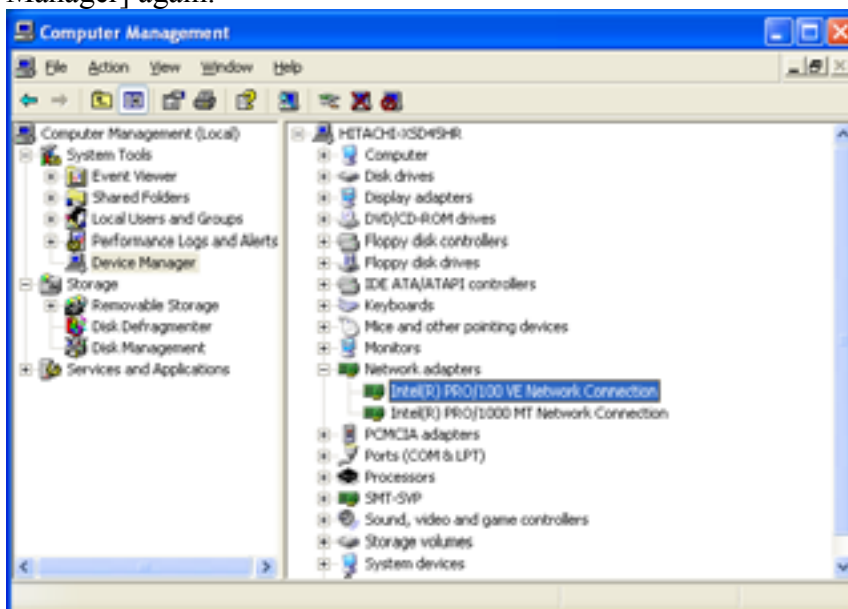 Manager] again.
Computer Management
File Action View Window Help
Computer Management (Local)
System Tools
Event Viewer
Shared Folders
Local Users and Groups
Performance Logs and Alerts
Device Manager
Storage
Removable Storage
Disk Defragmenter
Disk Management
Services and Applications
HITACHI-XSD4SHR
Computer
Disk drives
Display adapters
DVD/CD-ROM drives
Floppy disk controllers
Floppy disk drives
IDE ATA/ATAPI controllers
Keyboards
Mice and other pointing devices
Monitors
Network adapters
Intel(R) PRO/100 VE Network Connection
Intel(R) PRO/1000 MT Network Connection
PCMCIA adapters
Ports (COM & LPT)
Processors
SMT-SVP
Sound, video and game controllers
Storage volumes
System devices